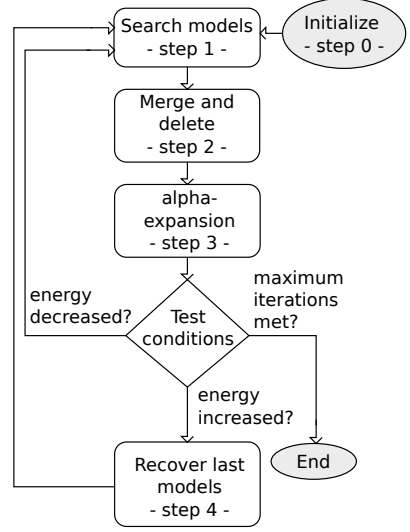 Search models
- step 1 -
Initialize
- step 0 -
Merge and
delete
- step 2 -
alpha-
expansion
- step 3 -
energy
decreased?
Test
conditions
maximum
iterations
met?
energy
increased?
Recover last
models
- step 4 -
End